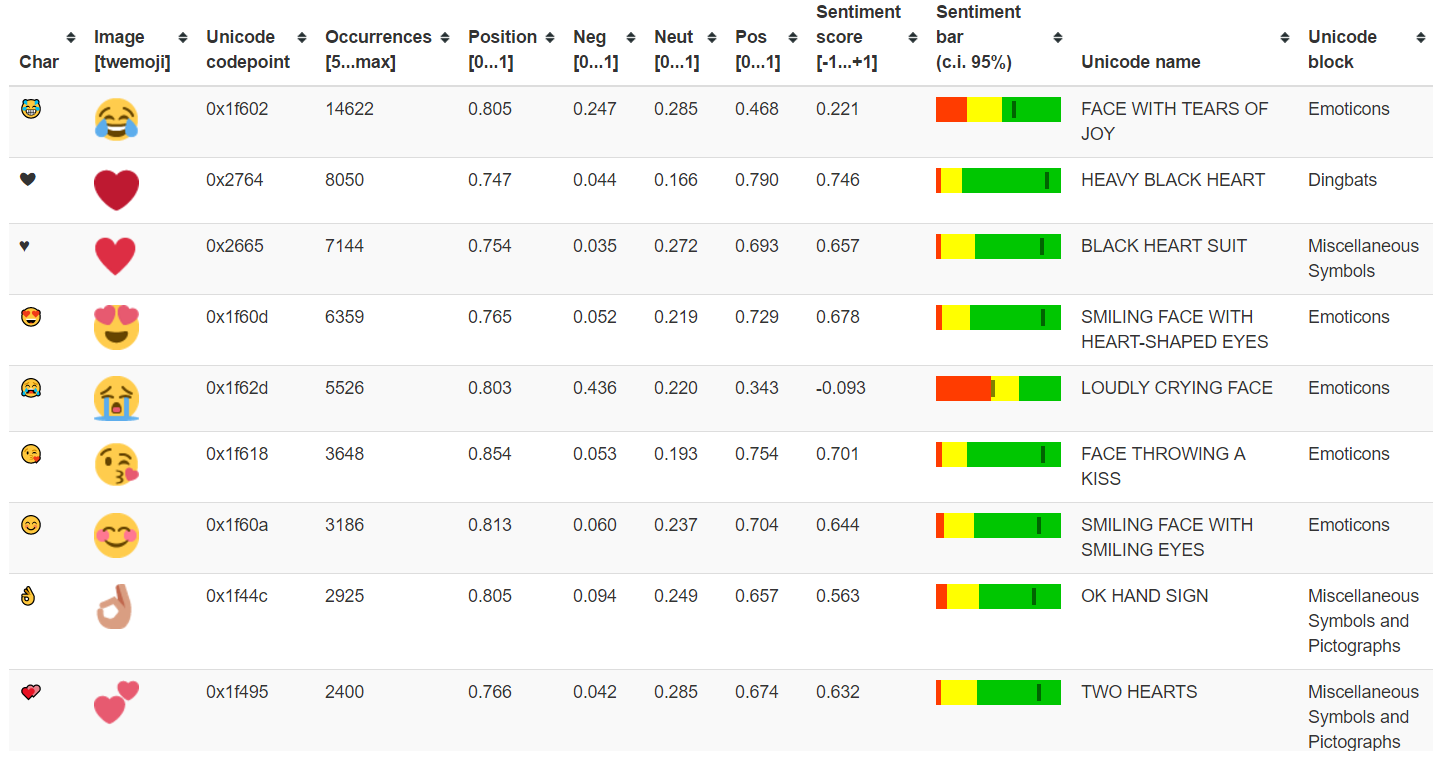 Char Image [twemoji] Unicode codepoint Occurrences [5...max] Position [0...1] Neg [0...1] Neut [0...1] Pos [0...1] Sentiment score [-1...+1] Sentiment bar (c.i. 95%) Unicode name Unicode block
😂 0x1f602 14622 0.805 0.247 0.285 0.468 0.221 FACE WITH TEARS OF JOY Emoticons
❤ 0x2764 8050 0.747 0.044 0.166 0.790 0.746 HEAVY BLACK HEART Dingbats
♥ 0x2665 7144 0.754 0.035 0.272 0.693 0.657 BLACK HEART SUIT Miscellaneous Symbols
😍 0x1f60d 6359 0.765 0.052 0.219 0.729 0.678 SMILING FACE WITH HEART-SHAPED EYES Emoticons
😭 0x1f62d 5526 0.803 0.436 0.220 0.343 -0.093 LOUDLY CRYING FACE Emoticons
😘 0x1f618 3648 0.854 0.053 0.193 0.754 0.701 FACE THROWING A KISS Emoticons
😊 0x1f60a 3186 0.813 0.060 0.237 0.704 0.644 SMILING FACE WITH SMILING EYES Emoticons
👌 0x1f44c 2925 0.805 0.094 0.249 0.657 0.563 OK HAND SIGN Miscellaneous Symbols and Pictographs
💕 0x1f495 2400 0.766 0.042 0.285 0.674 0.632 TWO HEARTS Miscellaneous Symbols and Pictographs